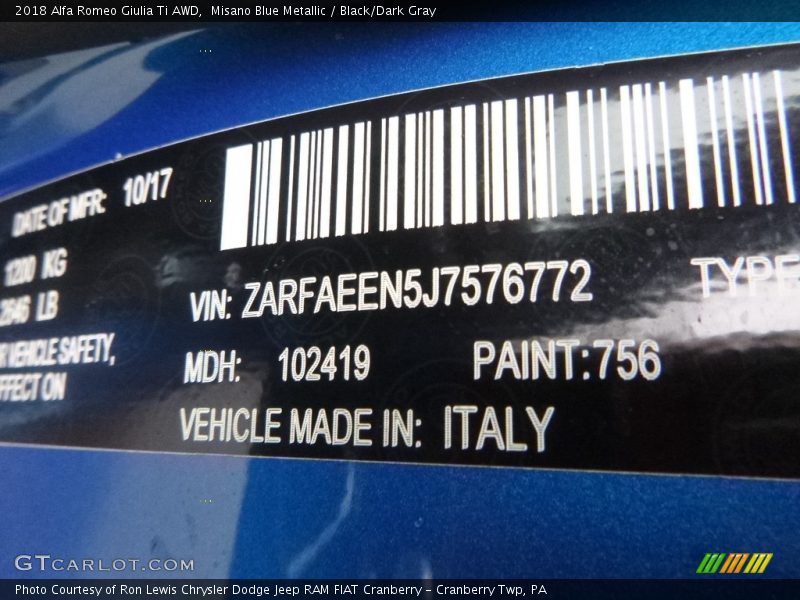 2018 Alfa Romeo Giulia Ti AWD, Misano Blue Metallic / Black/Dark Gray
DATE OF MFR: 10/17
1200 KG
2646 LB
VEHICLE SAFETY,
ON
VIN: ZARFAEEN5J7576772
TYPE
MDH: 102419
PAINT:756
VEHICLE MADE IN: ITALY
GTCARLOT.COM
Photo Courtesy of Ron Lewis Chrysler Dodge Jeep RAM FIAT Cranberry – Cranberry Twp, PA